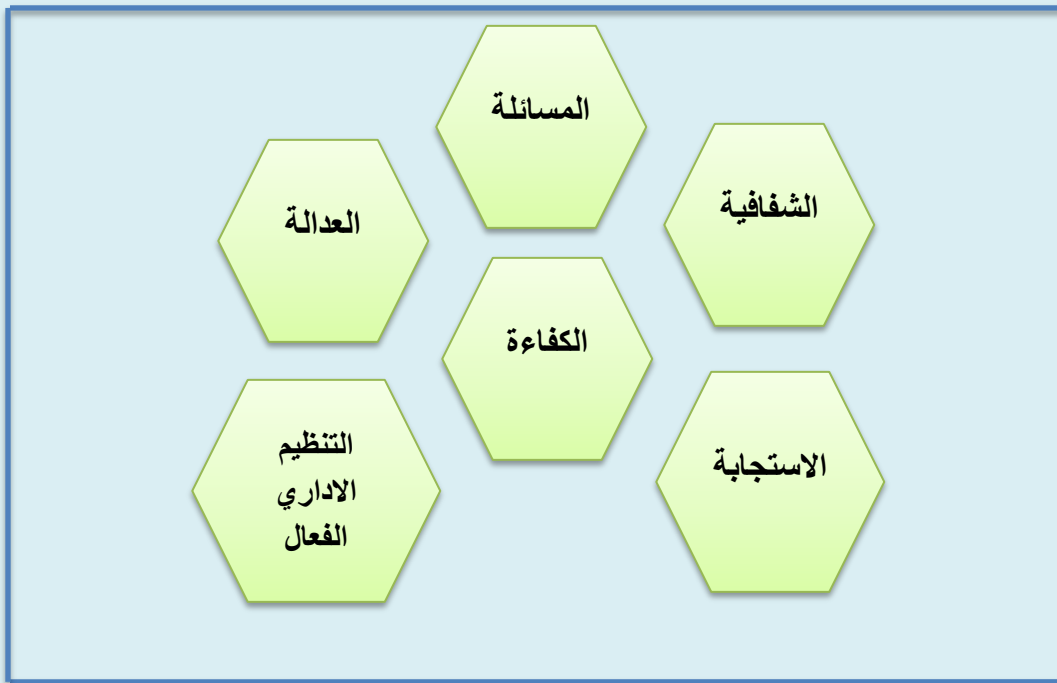 المسائلة
الشفافية
العدالة
الكفاءة
الاستجابة
التنظيم
الاداري
الفعال